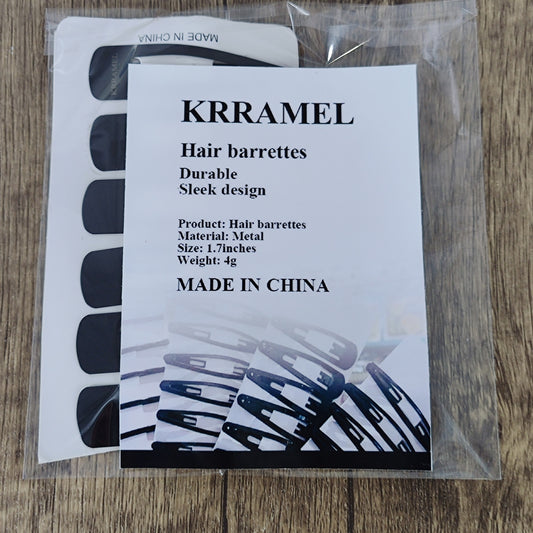 MADE IN CHINA
KRRAMEL
KRRAMEL
Hair barrettes
Durable
Sleek design
Product: Hair barrettes
Material: Metal
Size: 1.7inches
Weight: 4g
MADE IN CHINA